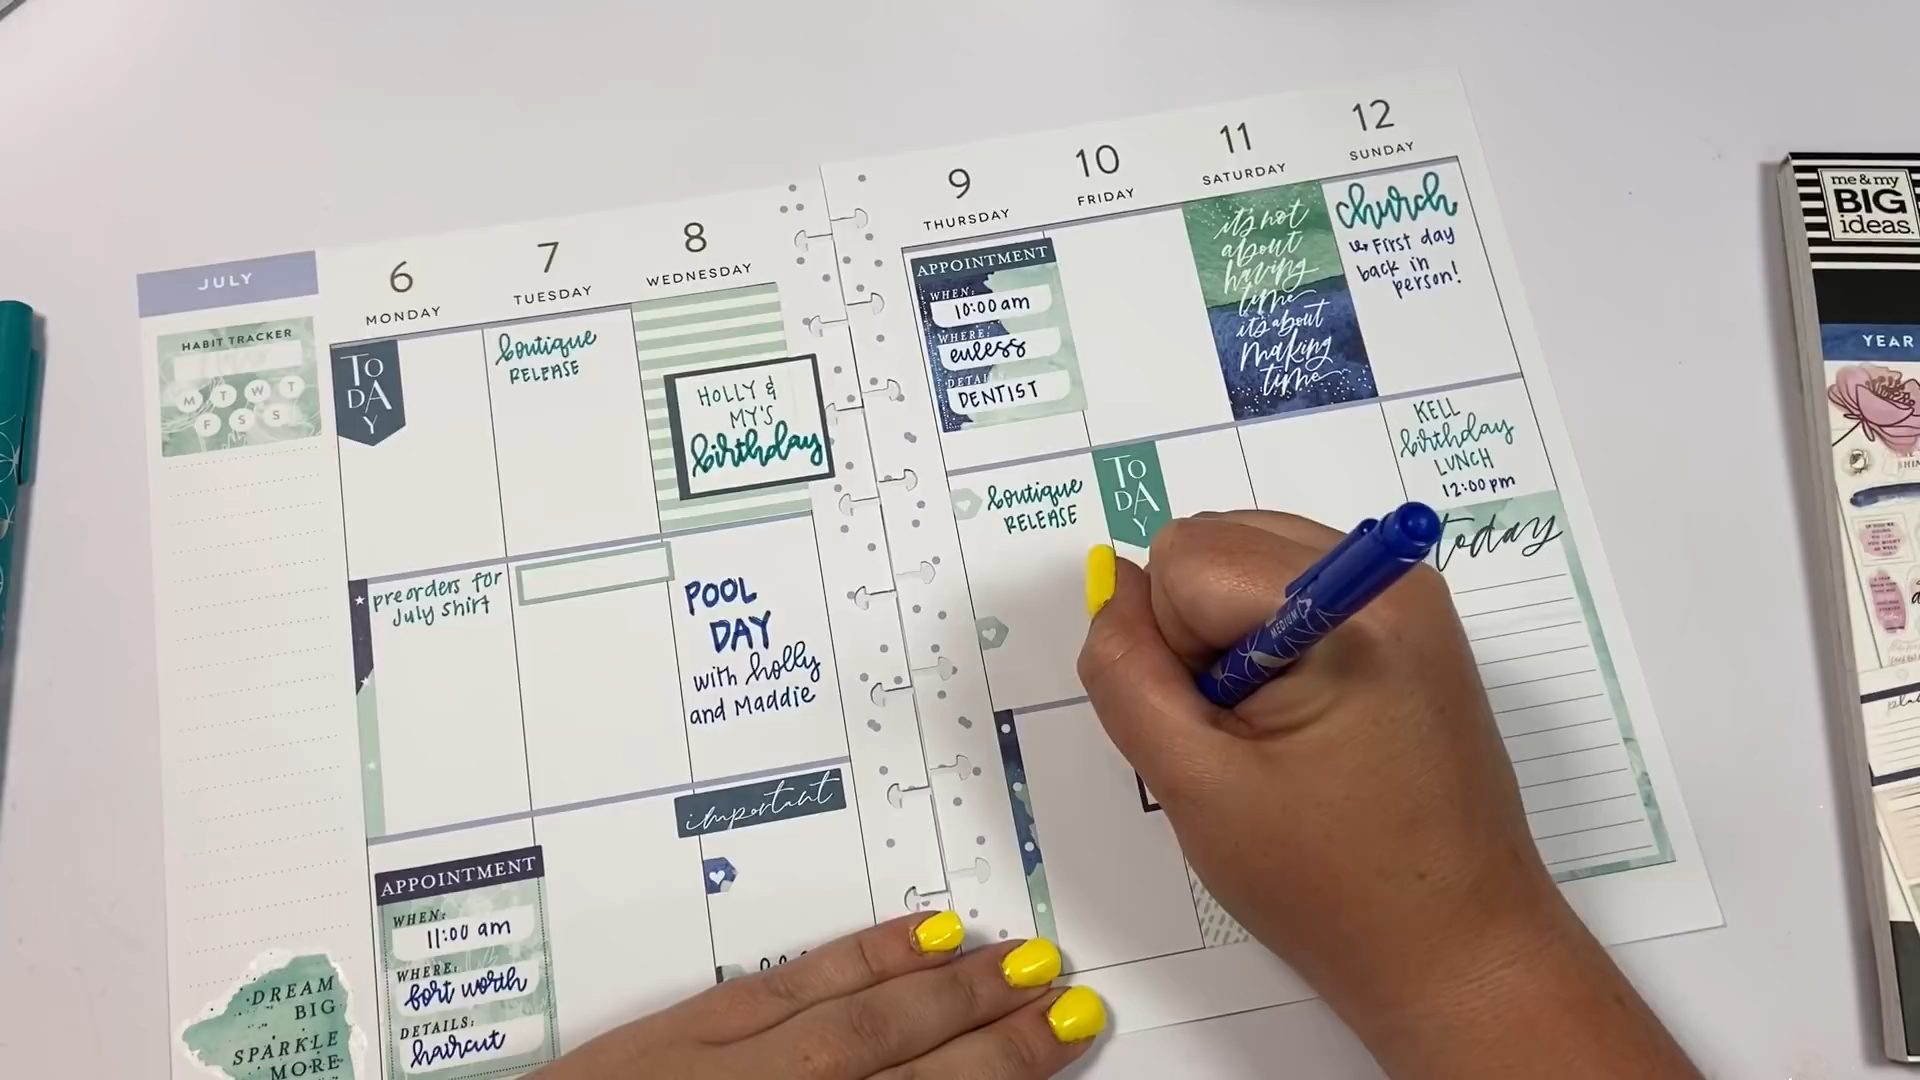 JULY
HABIT TRACKER
M T W T
F S S
DREAM
BIG
SPARKLE
MORE
6
MONDAY
TO
DA
Y
preorders for
July shirt
APPOINTMENT
WHEN:
11:00 am
WHERE:
fort worth
DETAILS:
haircut
7
TUESDAY
boutique
RELEASE
8
WEDNESDAY
HOLLY &
MY'S
birthday
POOL
DAY
with holly
and Maddie
important
9
THURSDAY
APPOINTMENT
WHEN:
10:00 am
WHERE:
euless
DETAILS
DENTIST
boutique
RELEASE
10
FRIDAY
TO
DA
Y
11
SATURDAY
it's not
about
having
time
it's about
making
time
12
SUNDAY
church
↳ First day
back in
person!
KELL
birthday
LUNCH
12:00 pm
today
MEDIUM
me & my
BIG
ideas.
YEAR